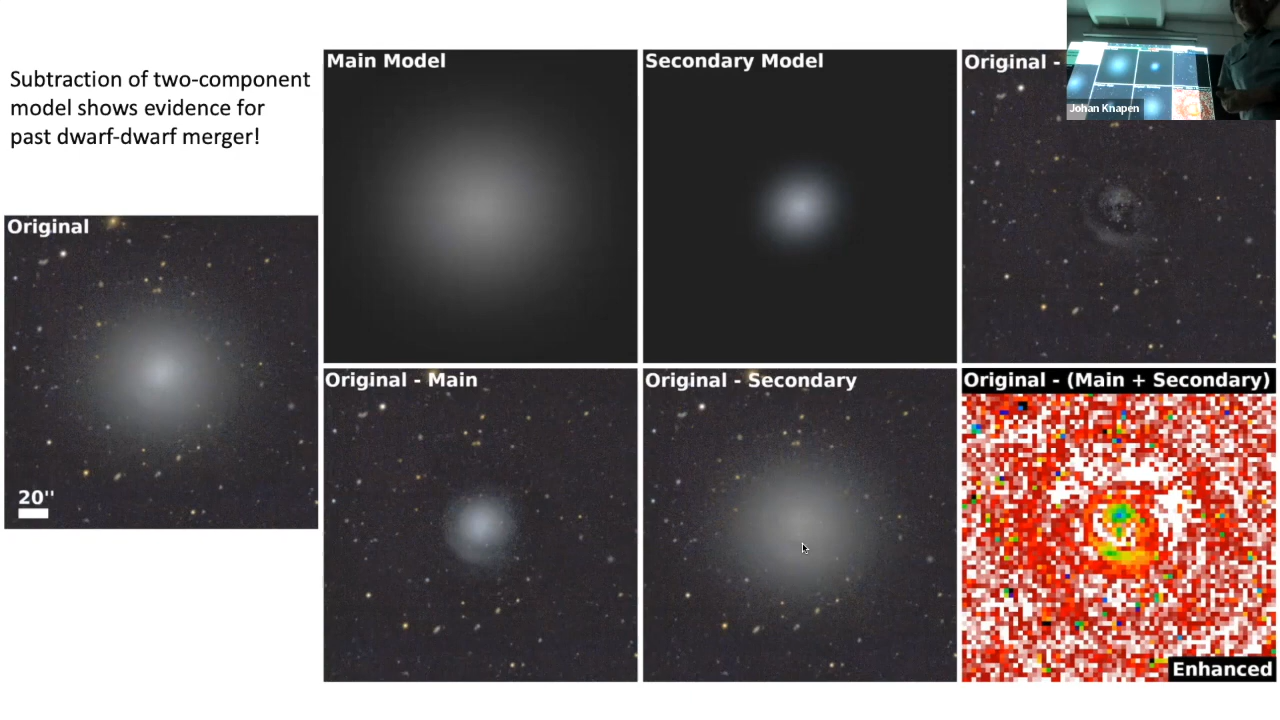 Subtraction of two-component
model shows evidence for
past dwarf-dwarf merger!
Original
20''
Main Model
Secondary Model
Original -
Johan Knapen
Original - Main
Original - Secondary
Original - (Main + Secondary)
Enhanced